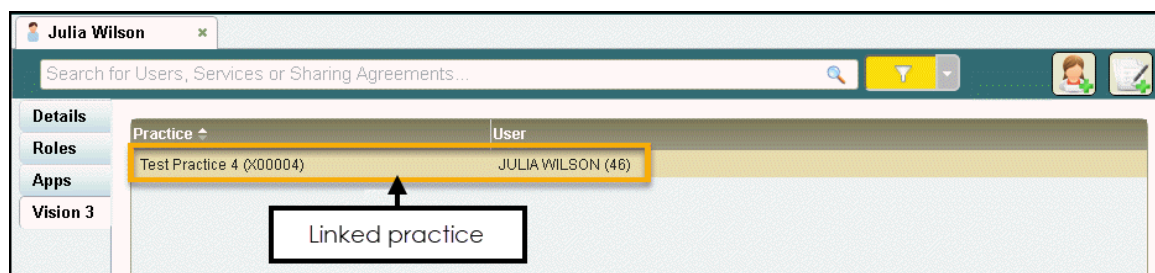 Julia Wilson
Search for Users, Services or Sharing Agreements...
Details
Roles
Apps
Vision 3
Practice User
Test Practice 4 (X00004) JULIA WILSON (46)
Linked practice